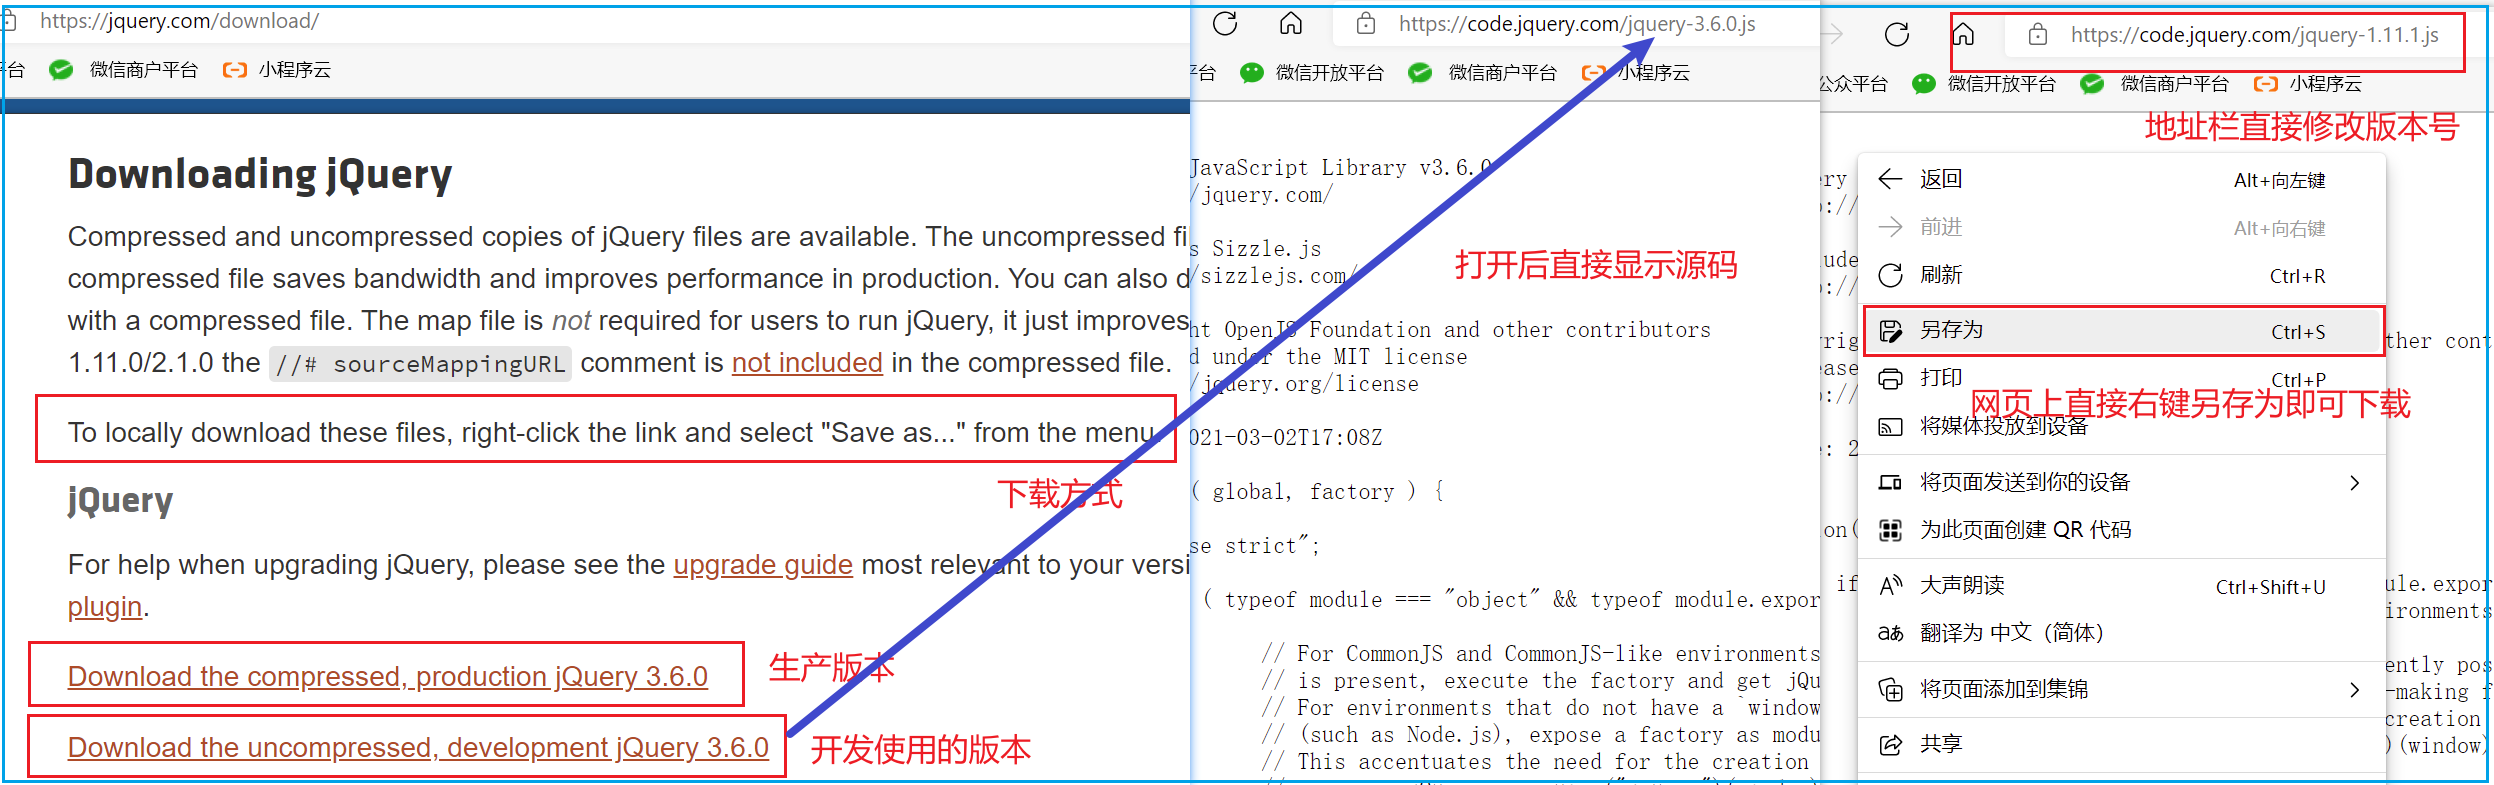 https://jquery.com/download/
台 微信商户平台 小程序云
Downloading jQuery
Compressed and uncompressed copies of jQuery files are available. The uncompressed fi
compressed file saves bandwidth and improves performance in production. You can also d
with a compressed file. The map file is not required for users to run jQuery, it just improves
1.11.0/2.1.0 the //# sourceMappingURL comment is not included in the compressed file.
To locally download these files, right-click the link and select "Save as..." from the menu.
下载方式
jQuery
For help when upgrading jQuery, please see the upgrade guide most relevant to your versi
plugin.
Download the compressed, production jQuery 3.6.0
生产版本
Download the uncompressed, development jQuery 3.6.0
开发使用的版本
https://code.jquery.com/jquery-3.6.0.js
平台 微信开放平台 微信商户平台 小程序云
JavaScript Library v3.6.0
/jquery.com/
s Sizzle.js
/sizzlejs.com/
打开后直接显示源码
ht OpenJS Foundation and other contributors
d under the MIT license
/jquery.org/license
021-03-02T17:08Z
( global, factory ) {
se strict";
( typeof module === "object" && typeof module.expor
// For CommonJS and CommonJS-like environments
// is present, execute the factory and get jQu
// For environments that do not have a `window
// (such as Node.js), expose a factory as modu
// This accentuates the need for the creation
https://code.jquery.com/jquery-1.11.1.js
公众平台 微信开放平台 微信商户平台 小程序云
地址栏直接修改版本号
返回 Alt+向左键
前进 Alt+向右键
刷新 Ctrl+R
另存为 Ctrl+S
打印 Ctrl+P
网页上直接右键另存为即可下载
将媒体投放到设备
将页面发送到你的设备
为此页面创建 QR 代码
大声朗读 Ctrl+Shift+U
翻译为 中文（简体）
将页面添加到集锦
共享
ery
p://
lude
p://
yrig
ther cont
ease
p://
e: 2
ion(
if
ule.expor
ironments
ently pos
-making f
creation
)(window)